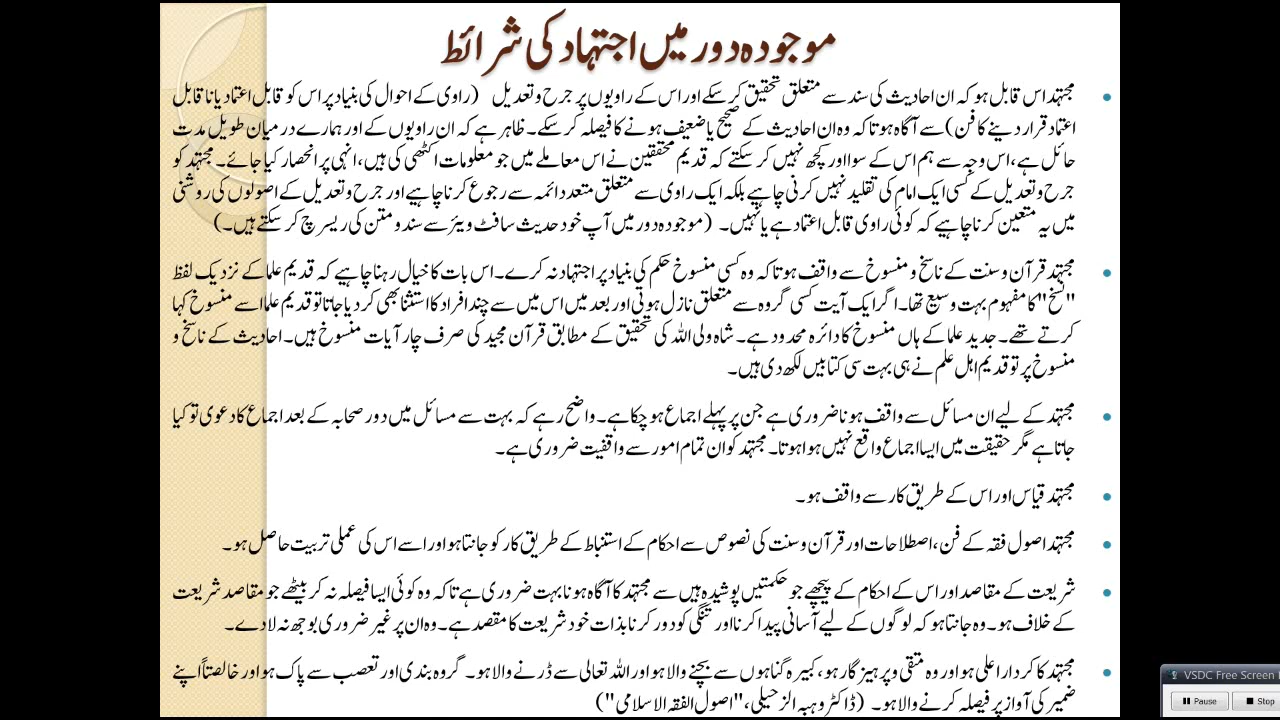 موجودہ دور میں اجتہاد کی شرائط
مجتہد اس قابل ہو کہ ان احادیث کی سند سے متعلق تحقیق کر سکے اور اس کے راویوں پر جرح و تعدیل (راوی کے احوال کی بنیاد پر اس کو قابل اعتماد یا ناقابل
اعتماد قرار دینے کا فن) سے آگاہ ہو تاکہ وہ ان احادیث کے صحیح یا ضعیف ہونے کا فیصلہ کر سکے۔ ظاہر ہے کہ ان راویوں کے اور ہمارے درمیان طویل مدت
حائل ہے، اس وجہ سے ہم اس کے سوا اور کچھ نہیں کر سکتے کہ قدیم محققین نے اس معاملے میں جو معلومات اکٹھی کی ہیں، انہی پر انحصار کیا جائے۔ مجتہد کو
جرح و تعدیل کے کسی ایک امام کی تقلید نہیں کرنی چاہیے بلکہ ایک راوی سے متعلق متعدد ائمہ سے رجوع کرنا چاہیے اور جرح و تعدیل کے اصولوں کی روشنی
میں یہ متعین کرنا چاہیے کہ کوئی راوی قابل اعتماد ہے یا نہیں۔ (موجودہ دور میں آپ خود حدیث سافٹ ویئر سے سند و متن کی ریسرچ کر سکتے ہیں۔)
مجتہد قرآن و سنت کے ناسخ و منسوخ سے واقف ہو تاکہ وہ کسی منسوخ حکم کی بنیاد پر اجتہاد نہ کرے۔ اس بات کا خیال رہنا چاہیے کہ قدیم علما کے نزدیک لفظ
"نسخ" کا مفہوم بہت وسیع تھا۔ اگر ایک آیت کسی گروہ سے متعلق نازل ہوتی اور بعد میں اس میں سے چند افراد کا استثنا بھی کر دیا جاتا تو قدیم علما اسے منسوخ کہا
کرتے تھے۔ جدید علما کے ہاں منسوخ کا دائرہ محدود ہے۔ شاہ ولی اللہ کی تحقیق کے مطابق قرآن مجید کی صرف چار آیات منسوخ ہیں۔ احادیث کے ناسخ و
منسوخ پر تو قدیم اہل علم نے ہی بہت سی کتابیں لکھ دی ہیں۔
مجتہد کے لیے ان مسائل سے واقف ہونا ضروری ہے جن پر پہلے اجماع ہو چکا ہے۔ واضح رہے کہ بہت سے مسائل میں دور صحابہ کے بعد اجماع کا دعوی تو کیا
جاتا ہے مگر حقیقت میں ایسا اجماع واقع نہیں ہوا ہوتا۔ مجتہد کو ان تمام امور سے واقفیت ضروری ہے۔
مجتہد قیاس اور اس کے طریق کار سے واقف ہو۔
مجتہد اصول فقہ کے فن، اصطلاحات اور قرآن و سنت کی نصوص سے احکام کے استنباط کے طریق کار کو جانتا ہو اور اسے اس کی عملی تربیت حاصل ہو۔
شریعت کے مقاصد اور اس کے احکام کے پیچھے جو حکمتیں پوشیدہ ہیں سے مجتہد کا آگاہ ہونا بہت ضروری ہے تاکہ وہ کوئی ایسا فیصلہ نہ کر بیٹھے جو مقاصد شریعت
کے خلاف ہو۔ وہ جانتا ہو کہ لوگوں کے لیے آسانی پیدا کرنا اور تنگی کو دور کرنا بذات خود شریعت کا مقصد ہے۔ وہ ان پر غیر ضروری بوجھ نہ لادے۔
مجتہد کا کردار اعلی ہو اور وہ متقی و پرہیز گار ہو، کبیرہ گناہوں سے بچنے والا ہو اور اللہ تعالی سے ڈرنے والا ہو۔ گروہ بندی اور تعصب سے پاک ہو اور خالصتاً اپنے
ضمیر کی آواز پر فیصلہ کرنے والا ہو۔ (ڈاکٹر وہبہ الزحیلی، "اصول الفقہ الاسلامی")
VSDC Free Screen
Pause
Stop